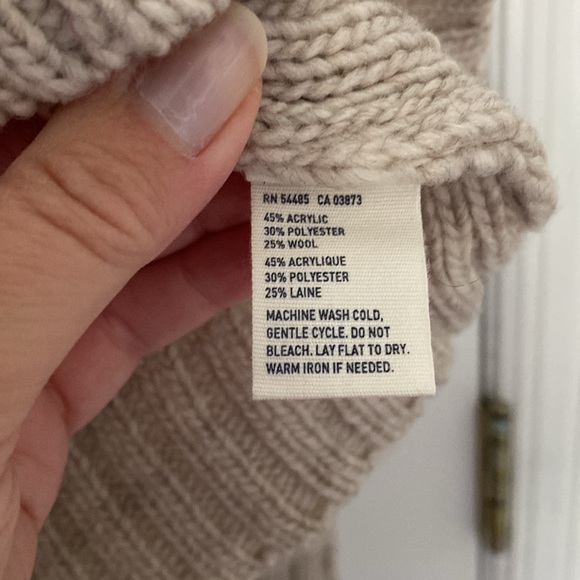 RN 54485 CA 03873
45% ACRYLIC
30% POLYESTER
25% WOOL
45% ACRYLIQUE
30% POLYESTER
25% LAINE
MACHINE WASH COLD,
GENTLE CYCLE. DO NOT
BLEACH. LAY FLAT TO DRY.
WARM IRON IF NEEDED.